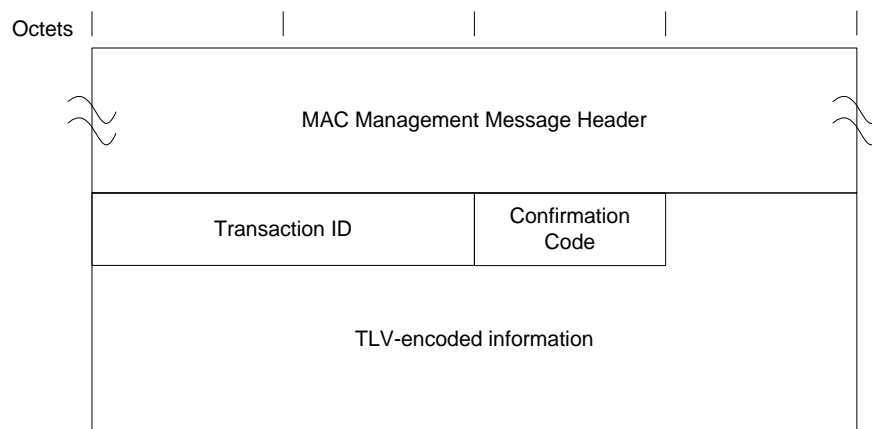 Octets
MAC Management Message Header
Transaction ID
Confirmation
Code
TLV-encoded information